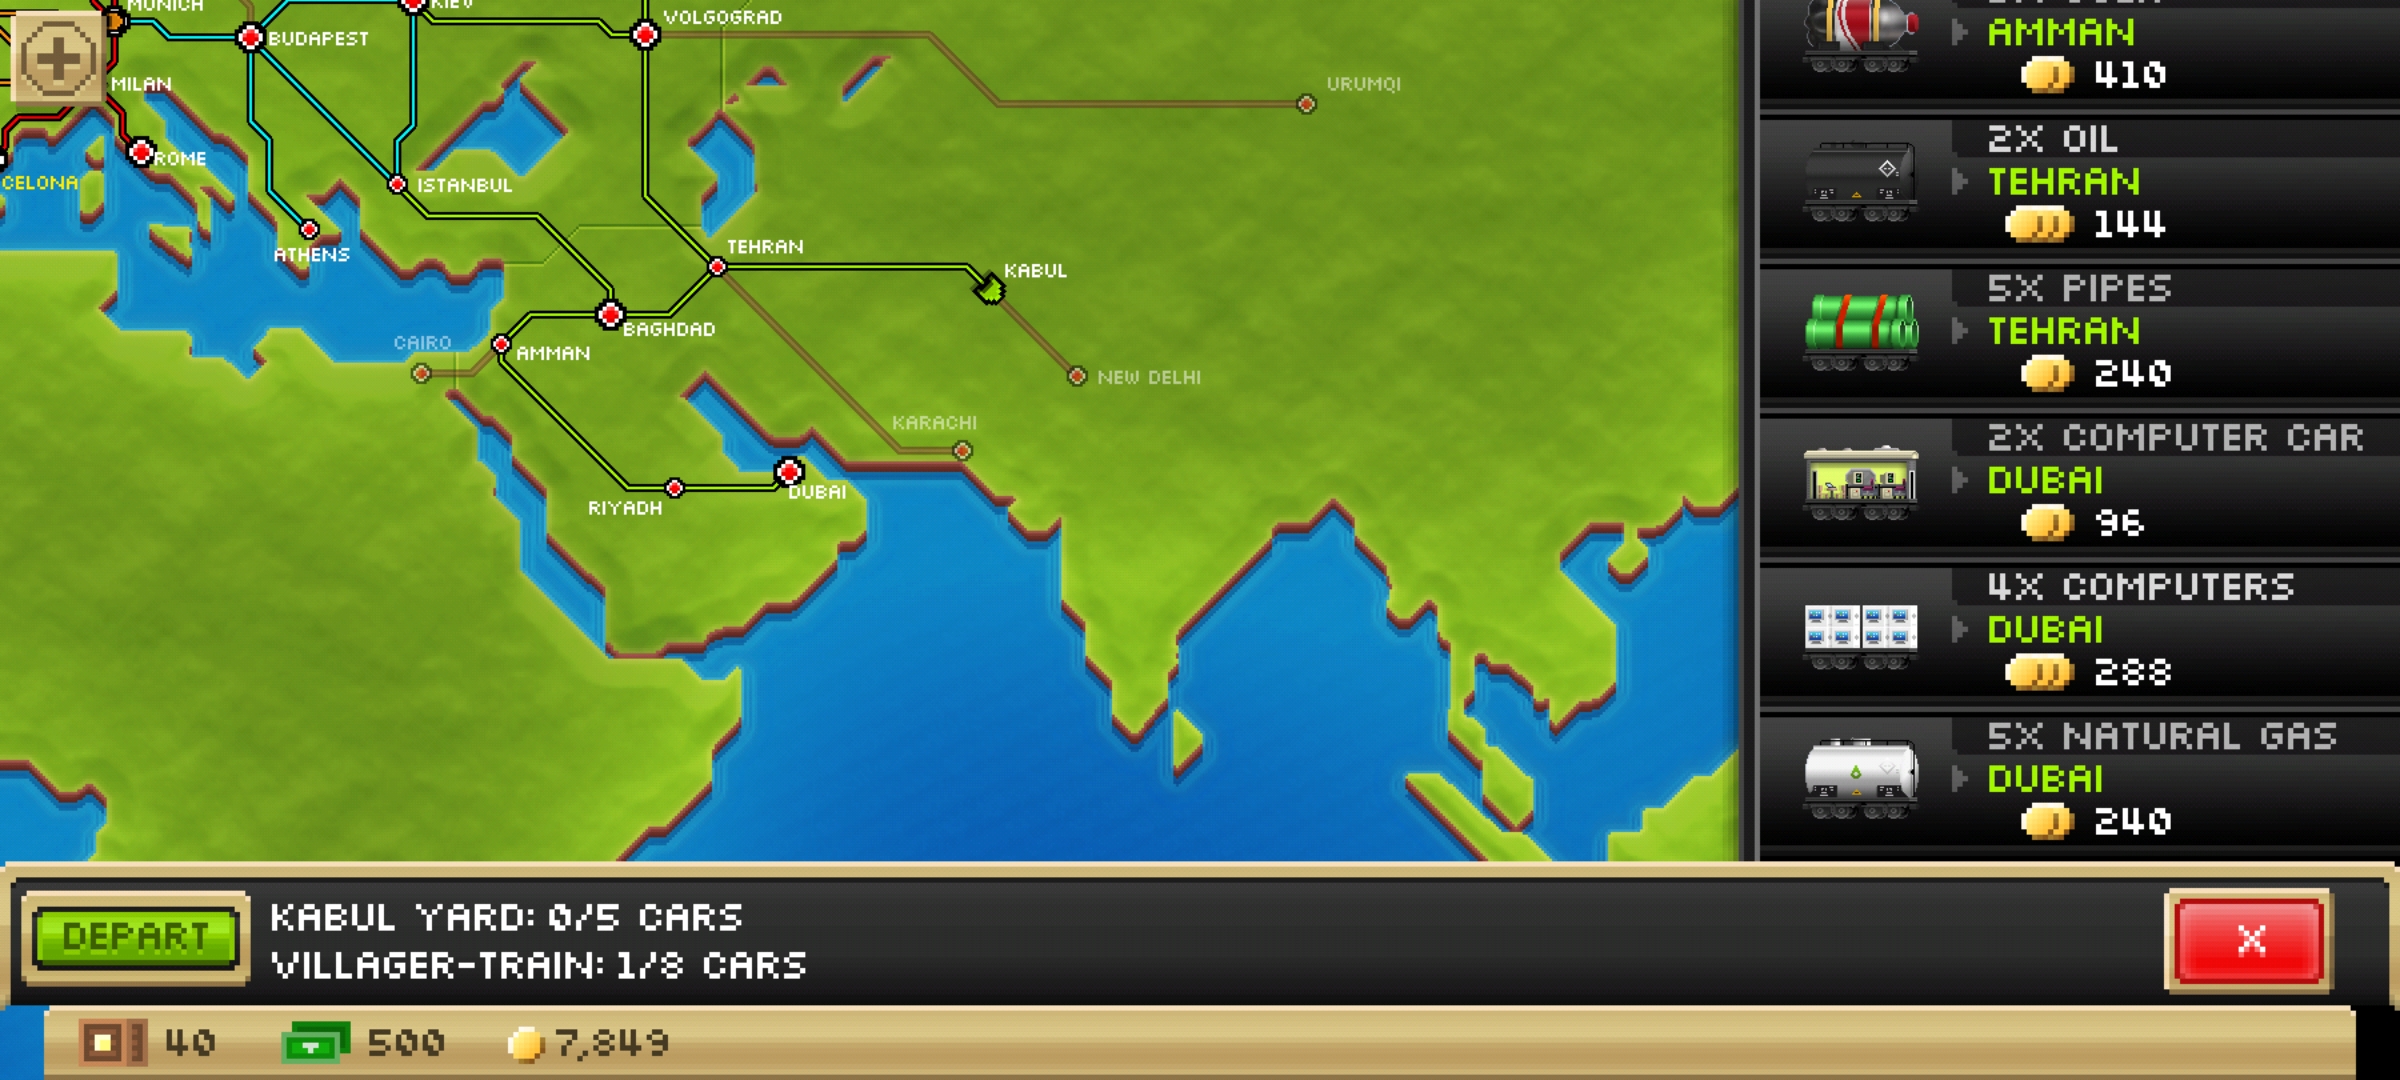 MUNICH
KIEV
VOLGOGRAD
BUDAPEST
MILAN
URUMQI
ROME
CELONA
ISTANBUL
ATHENS
TEHRAN
KABUL
BAGHDAD
CAIRO
AMMAN
NEW DELHI
KARACHI
RIYADH
DUBAI
AMMAN
410
2X OIL
TEHRAN
144
5X PIPES
TEHRAN
240
2X COMPUTER CAR
DUBAI
96
4X COMPUTERS
DUBAI
288
5X NATURAL GAS
DUBAI
240
DEPART
KABUL YARD: 0/5 CARS
VILLAGER-TRAIN: 1/8 CARS
X
40
500
7,849